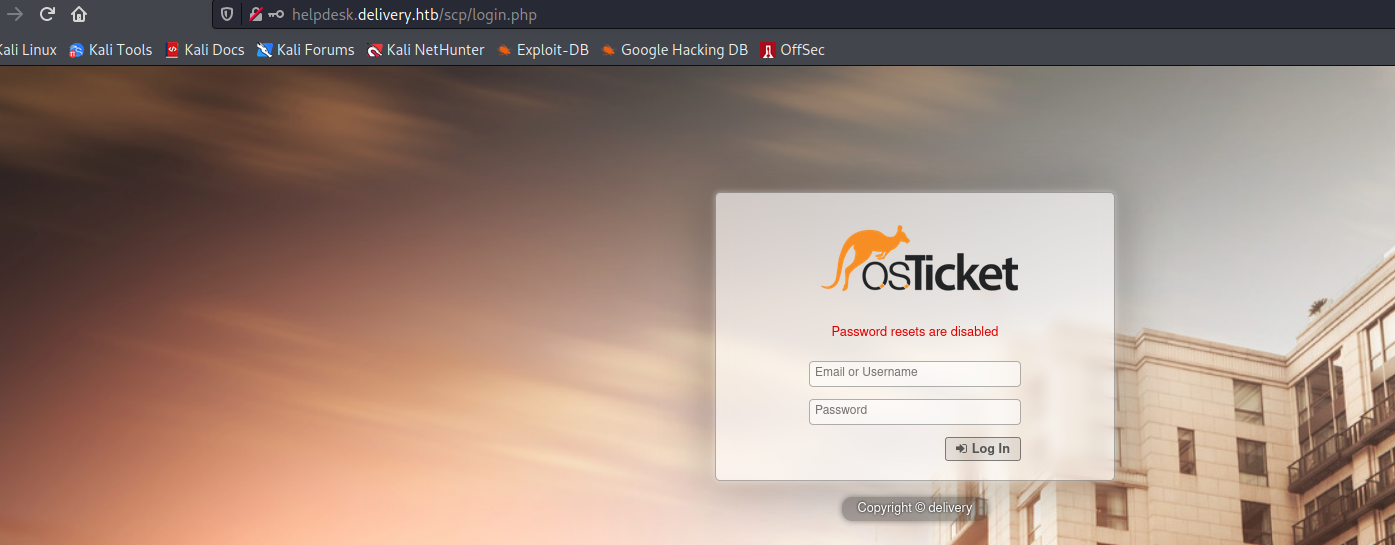 helpdesk.delivery.htb/scp/login.php
Kali Linux Kali Tools Kali Docs Kali Forums Kali NetHunter Exploit-DB Google Hacking DB OffSec
osTicket
Password resets are disabled
Email or Username
Password
Log In
Copyright © delivery